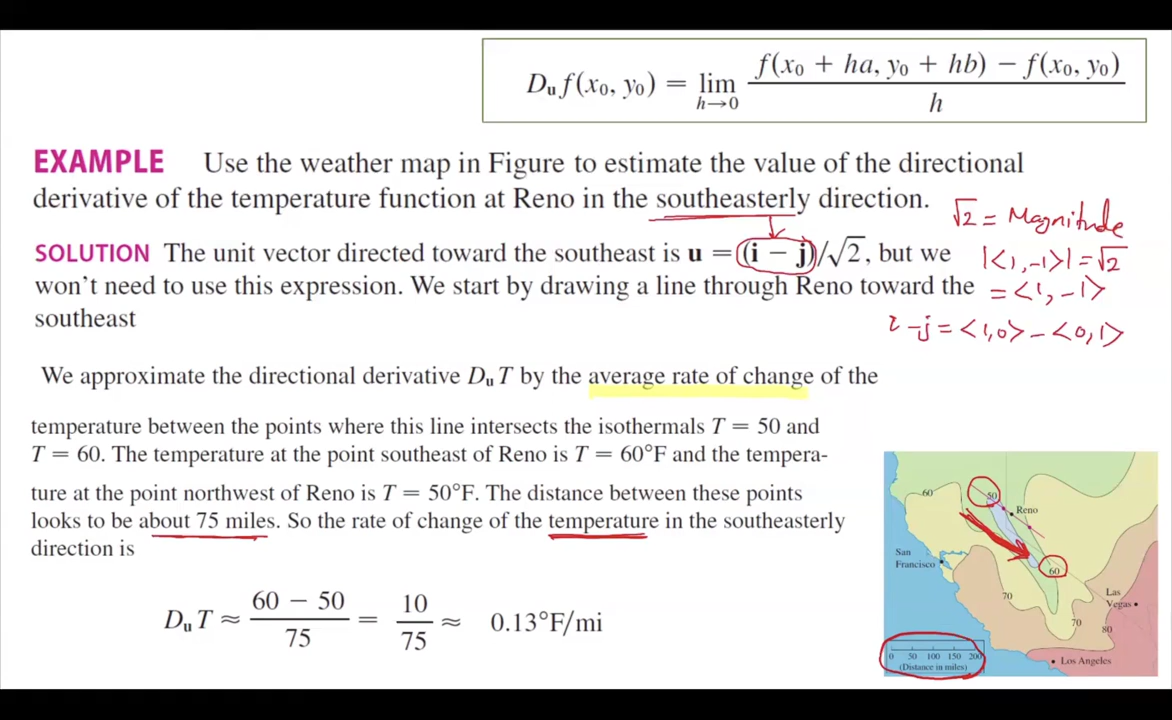 Duf(x₀, y₀) = lim h→0 f(x₀ + ha, y₀ + hb) − f(x₀, y₀) / h
EXAMPLE Use the weather map in Figure to estimate the value of the directional
derivative of the temperature function at Reno in the southeasterly direction.
√2 = Magnitude
SOLUTION The unit vector directed toward the southeast is u = (i − j)/√2, but we
|<1,-1>| = √2
won't need to use this expression. We start by drawing a line through Reno toward the
= <1,-1>
southeast
i-j = <1,0> - <0,1>
We approximate the directional derivative Du T by the average rate of change of the
temperature between the points where this line intersects the isothermals T = 50 and
T = 60. The temperature at the point southeast of Reno is T = 60°F and the tempera-
ture at the point northwest of Reno is T = 50°F. The distance between these points
looks to be about 75 miles. So the rate of change of the temperature in the southeasterly
direction is
Du T ≈ 60 − 50 / 75 = 10 / 75 ≈ 0.13°F/mi
60
50
Reno
San
Francisco
60
70
Las
Vegas
70
80
0 50 100 150 200
(Distance in miles)
Los Angeles